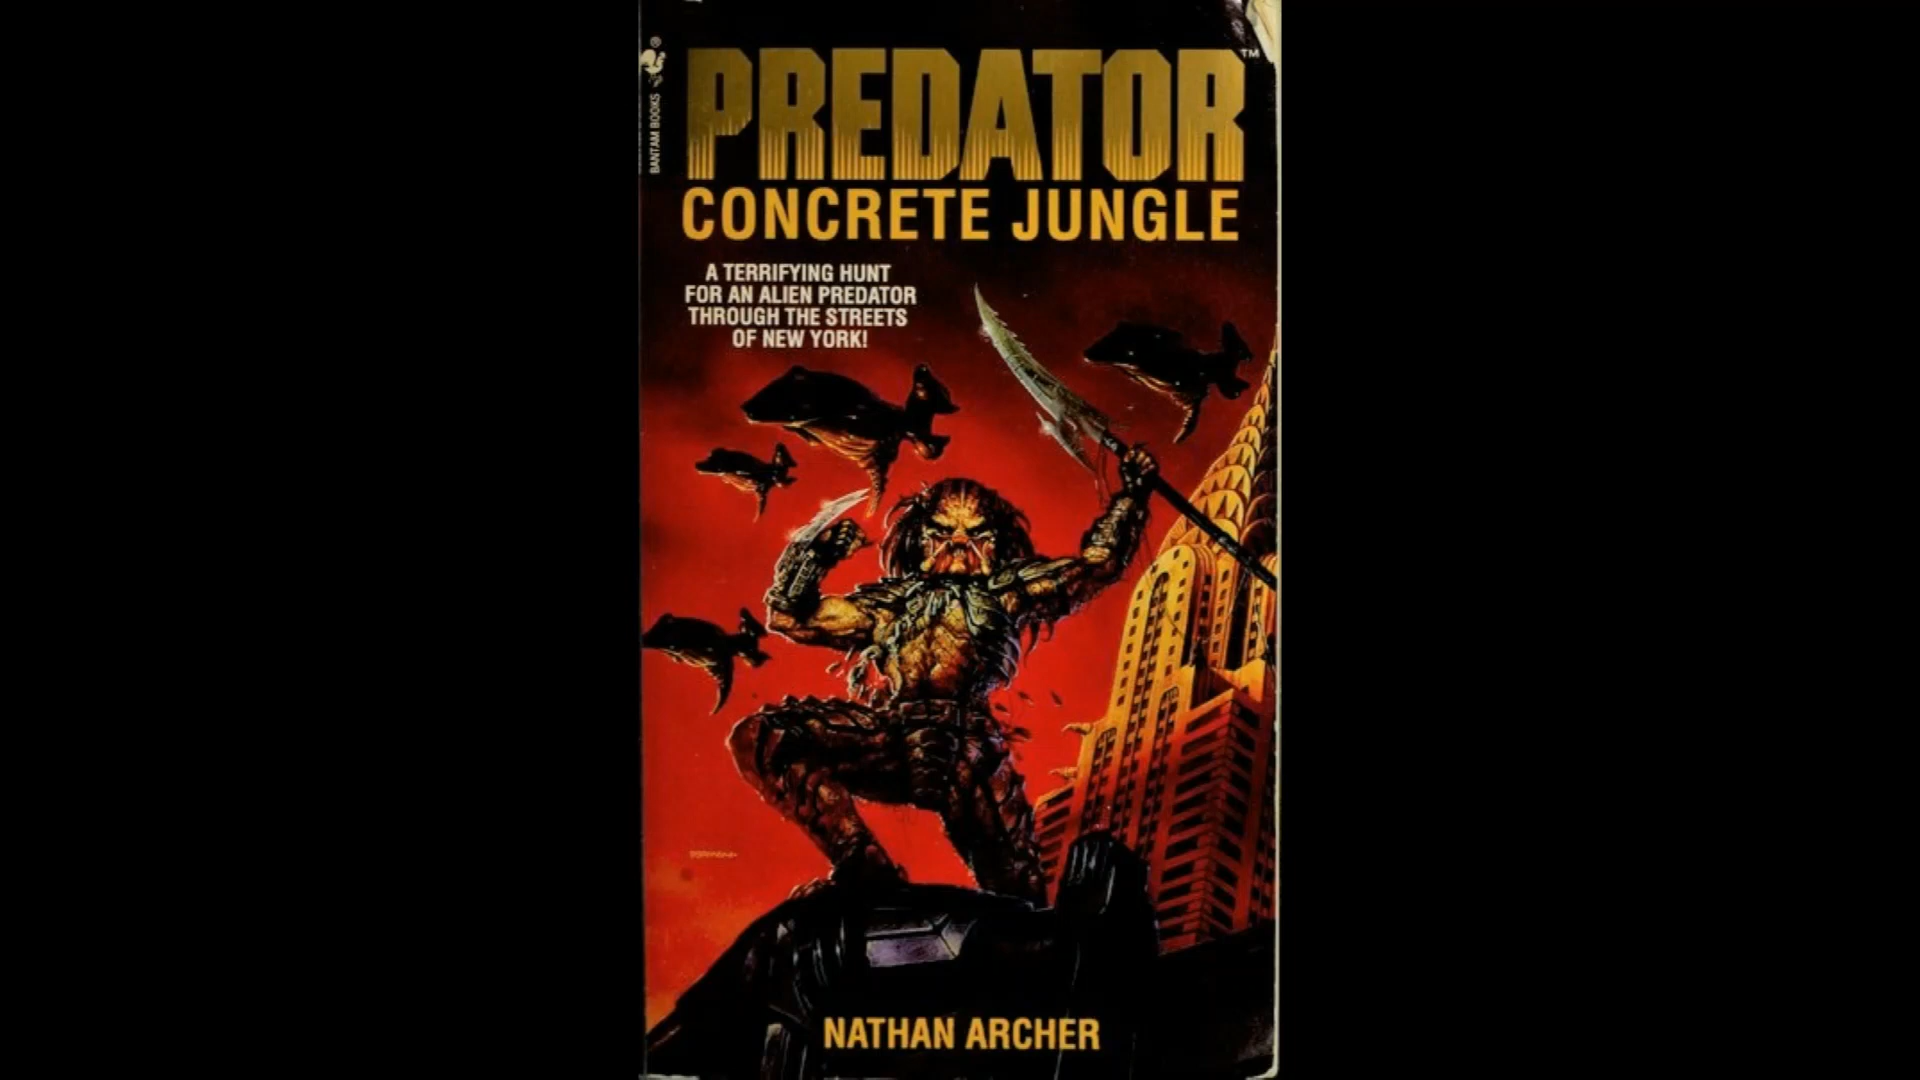 BANTAM BOOKS
®
PREDATOR™
CONCRETE JUNGLE
A TERRIFYING HUNT
FOR AN ALIEN PREDATOR
THROUGH THE STREETS
OF NEW YORK!
NATHAN ARCHER